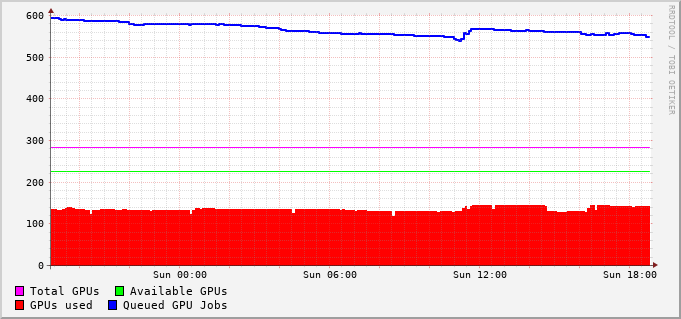 600
500
400
300
200
100
0
Sun 00:00 Sun 06:00 Sun 12:00 Sun 18:00
Total GPUs Available GPUs
GPUs used Queued GPU Jobs
RRDTOOL / TOBI OETIKER